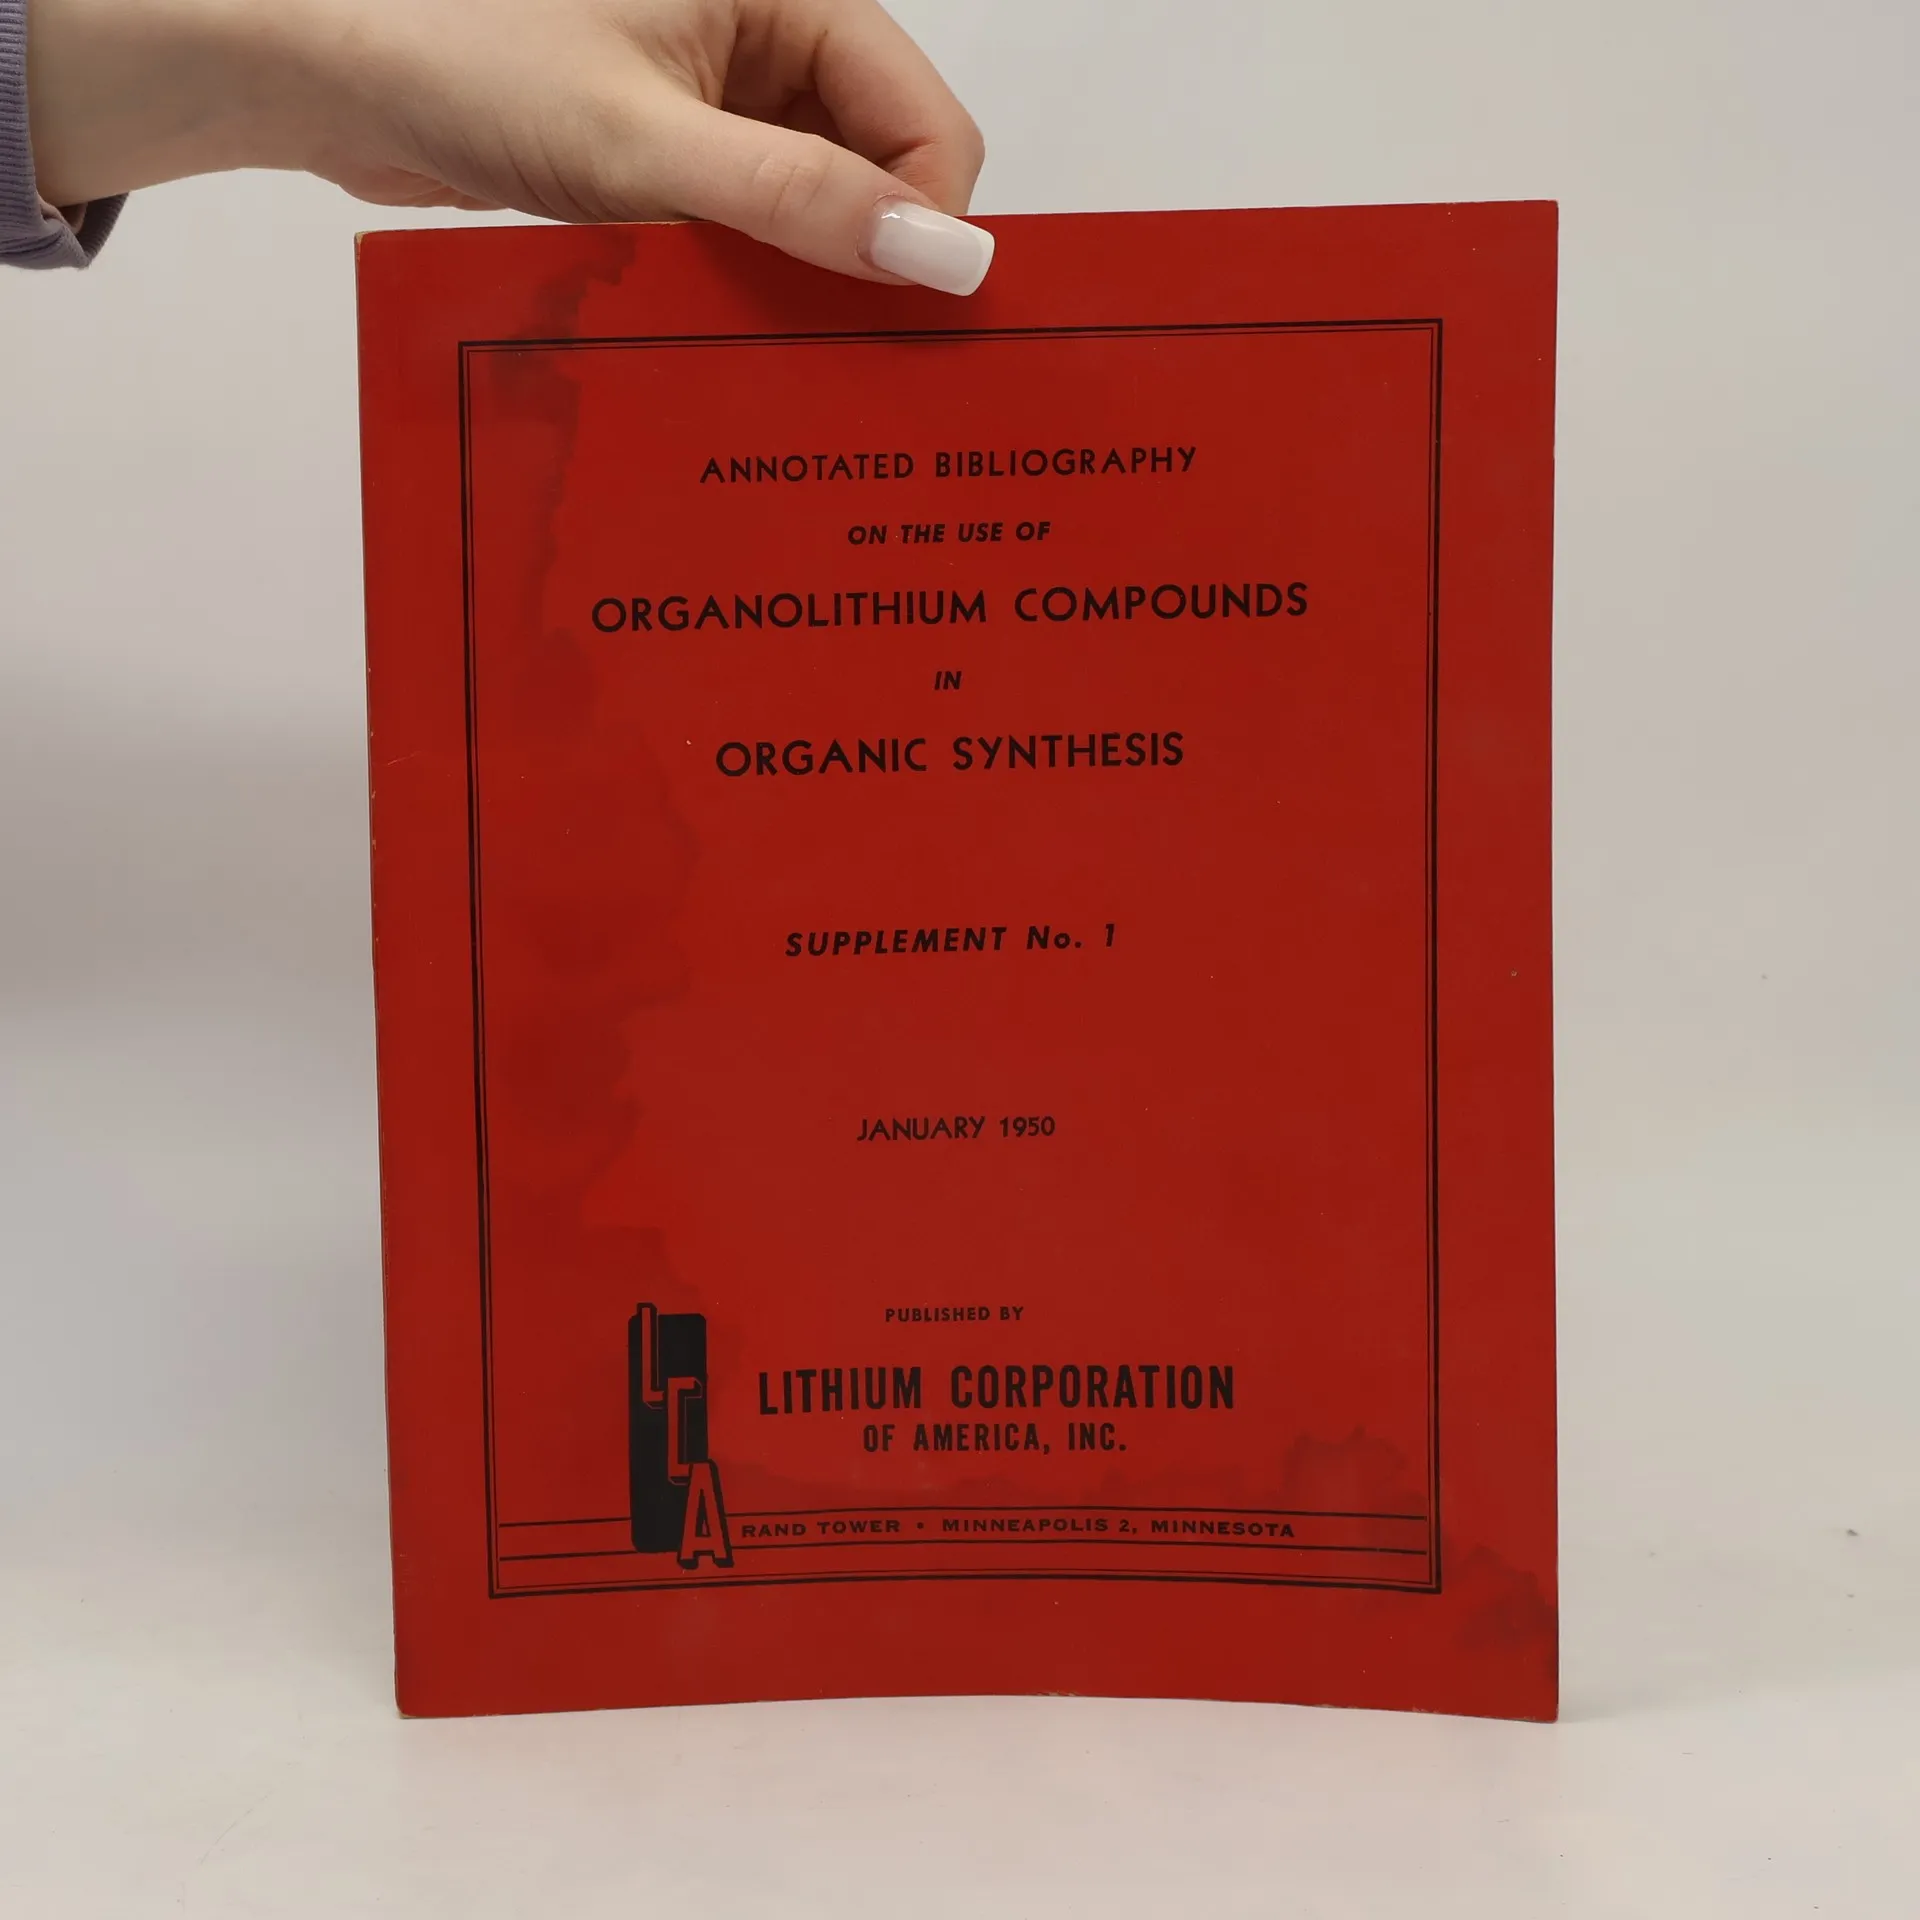 ANNOTATED BIBLIOGRAPHY
ON THE USE OF
ORGANOLITHIUM COMPOUNDS
IN
ORGANIC SYNTHESIS
SUPPLEMENT No. 1
JANUARY 1950
PUBLISHED BY
LITHIUM CORPORATION
OF AMERICA, INC.
LCA
RAND TOWER • MINNEAPOLIS 2, MINNESOTA